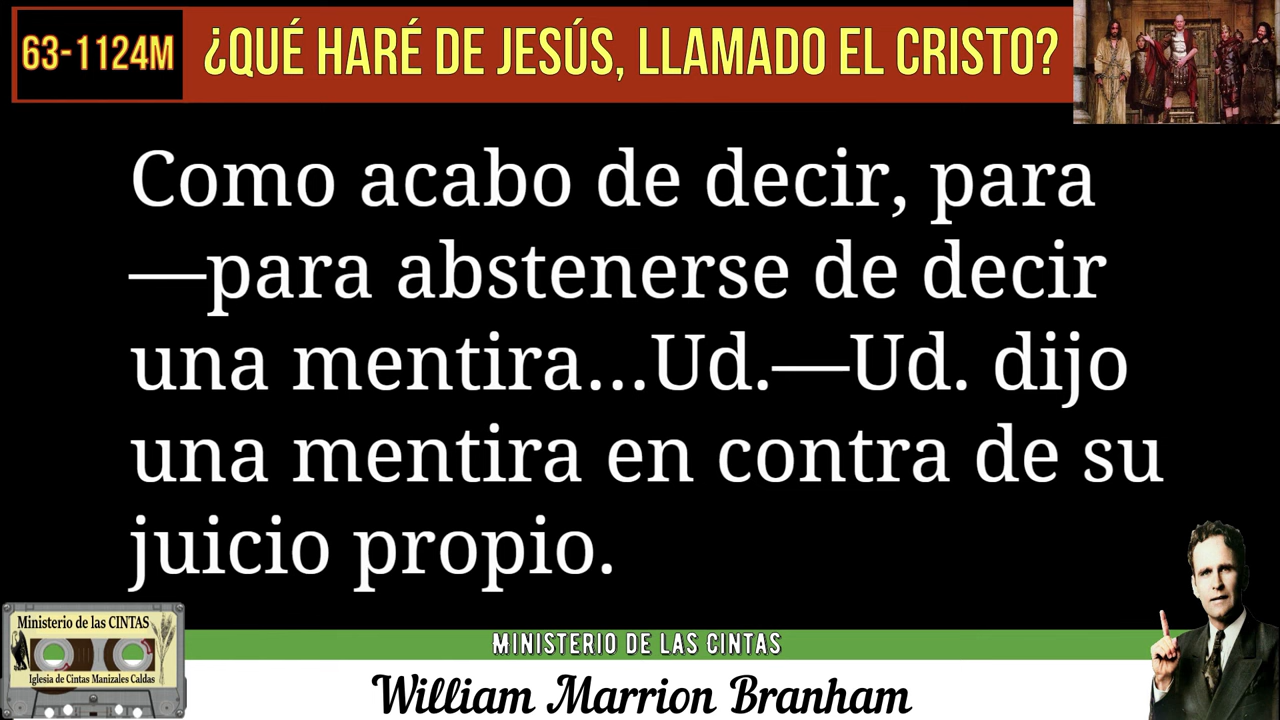 63-1124M
¿QUÉ HARÉ DE JESÚS, LLAMADO EL CRISTO?
Como acabo de decir, para
—para abstenerse de decir
una mentira...Ud.—Ud. dijo
una mentira en contra de su
juicio propio.
Ministerio de las CINTAS
Iglesia de Cintas Manizales Caldas
MINISTERIO DE LAS CINTAS
William Marrion Branham